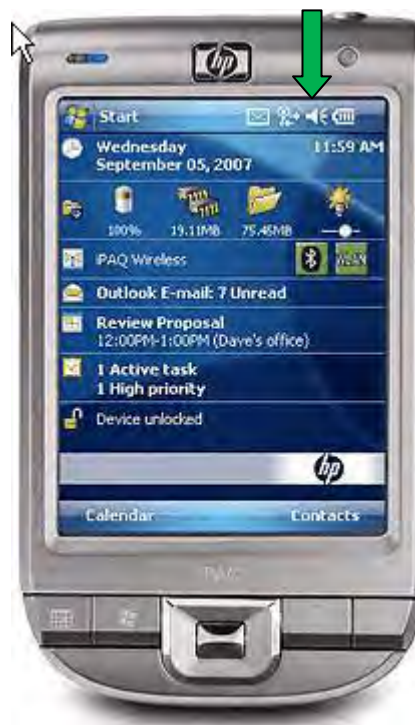 hp
Start
Wednesday 11:59 AM
September 05, 2007
100% 19.11MB 75.45MB
iPAQ Wireless WLAN
Outlook E-mail: 7 Unread
Review Proposal
12:00PM-1:00PM (Dave's office)
1 Active task
1 High priority
Device unlocked
hp
Calendar Contacts
iPAQ